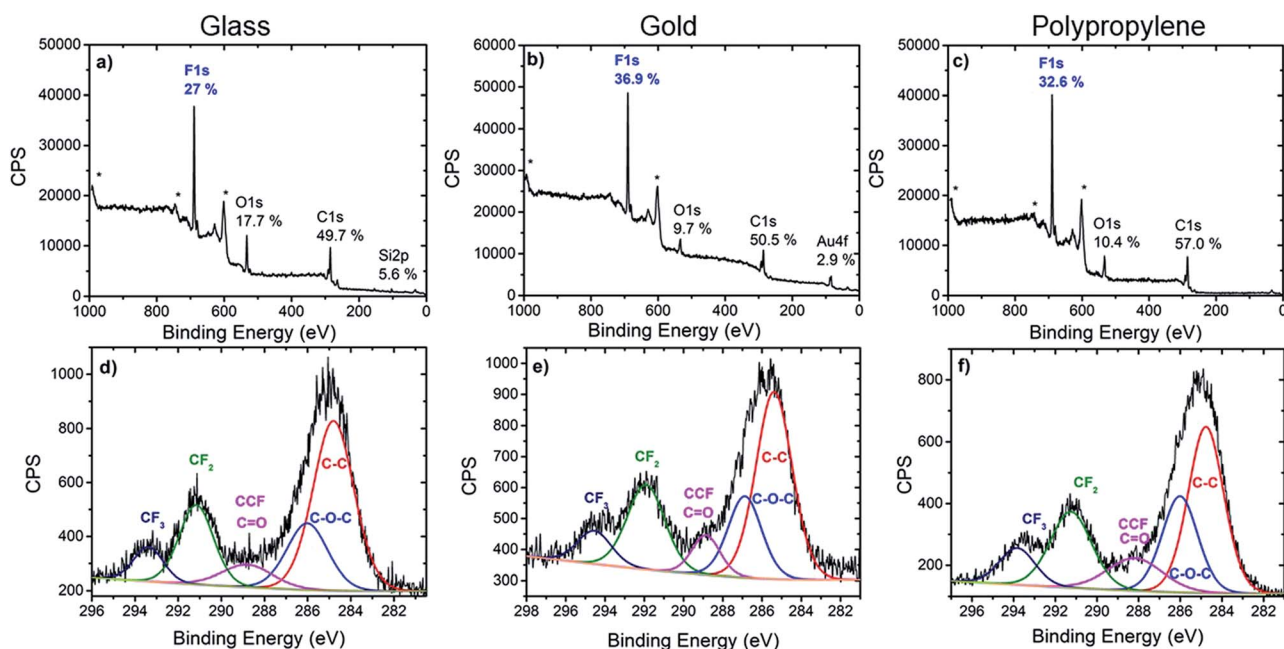 Glass
Gold
Polypropylene
a)
F1s
27 %
*
*
*
O1s
17.7 %
C1s
49.7 %
Si2p
5.6 %
50000
40000
30000
20000
10000
0
CPS
1000 800 600 400 200 0
Binding Energy (eV)
b)
F1s
36.9 %
*
*
O1s
9.7 %
C1s
50.5 %
Au4f
2.9 %
60000
50000
40000
30000
20000
10000
0
CPS
1000 800 600 400 200 0
Binding Energy (eV)
c)
F1s
32.6 %
*
*
*
O1s
10.4 %
C1s
57.0 %
50000
40000
30000
20000
10000
0
CPS
1000 800 600 400 200 0
Binding Energy (eV)
d)
CF3
CF2
CCF
C=O
C-O-C
C-C
1000
800
600
400
200
CPS
296 294 292 290 288 286 284 282
Binding Energy (eV)
e)
CF3
CF2
CCF
C=O
C-O-C
C-C
1000
900
800
700
600
500
400
300
CPS
298 296 294 292 290 288 286 284 282
Binding Energy (eV)
f)
CF3
CF2
CCF
C=O
C-O-C
C-C
800
600
400
200
CPS
296 294 292 290 288 286 284 282
Binding Energy (eV)